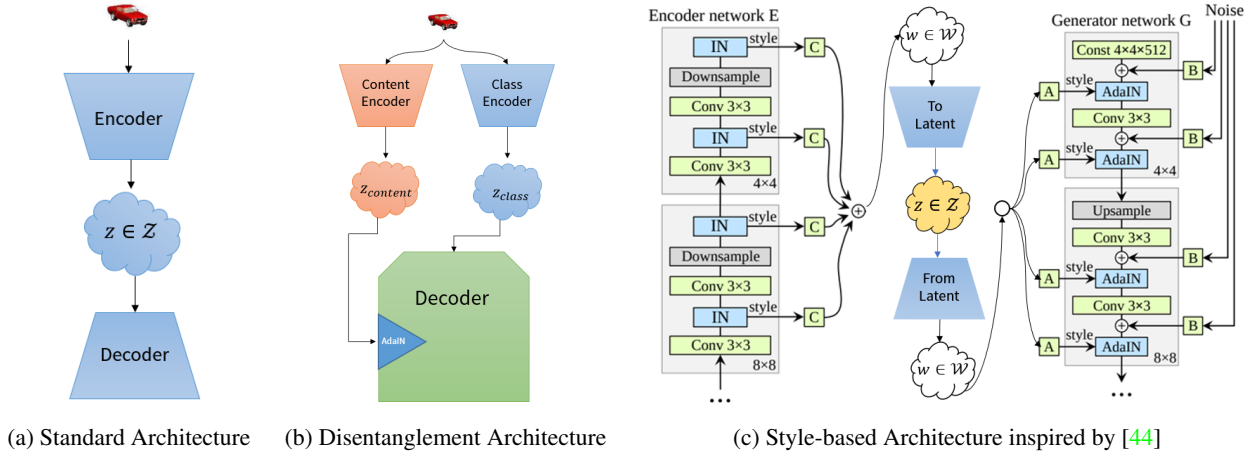 Encoder
z ∈ Z
Decoder
(a) Standard Architecture
Content
Encoder
Class
Encoder
z_content
z_class
Decoder
AdaIN
(b) Disentanglement Architecture
Encoder network E
IN
style
C
Downsample
Conv 3×3
IN
style
C
Conv 3×3
4×4
IN
style
C
Downsample
Conv 3×3
IN
style
C
Conv 3×3
8×8
...
w ∈ W
To
Latent
z ∈ Z
From
Latent
w ∈ W
Generator network G
Noise
Const 4×4×512
B
A
style
AdaIN
Conv 3×3
B
A
style
AdaIN
4×4
Upsample
Conv 3×3
B
A
style
AdaIN
Conv 3×3
B
A
style
AdaIN
8×8
...
(c) Style-based Architecture inspired by [44]